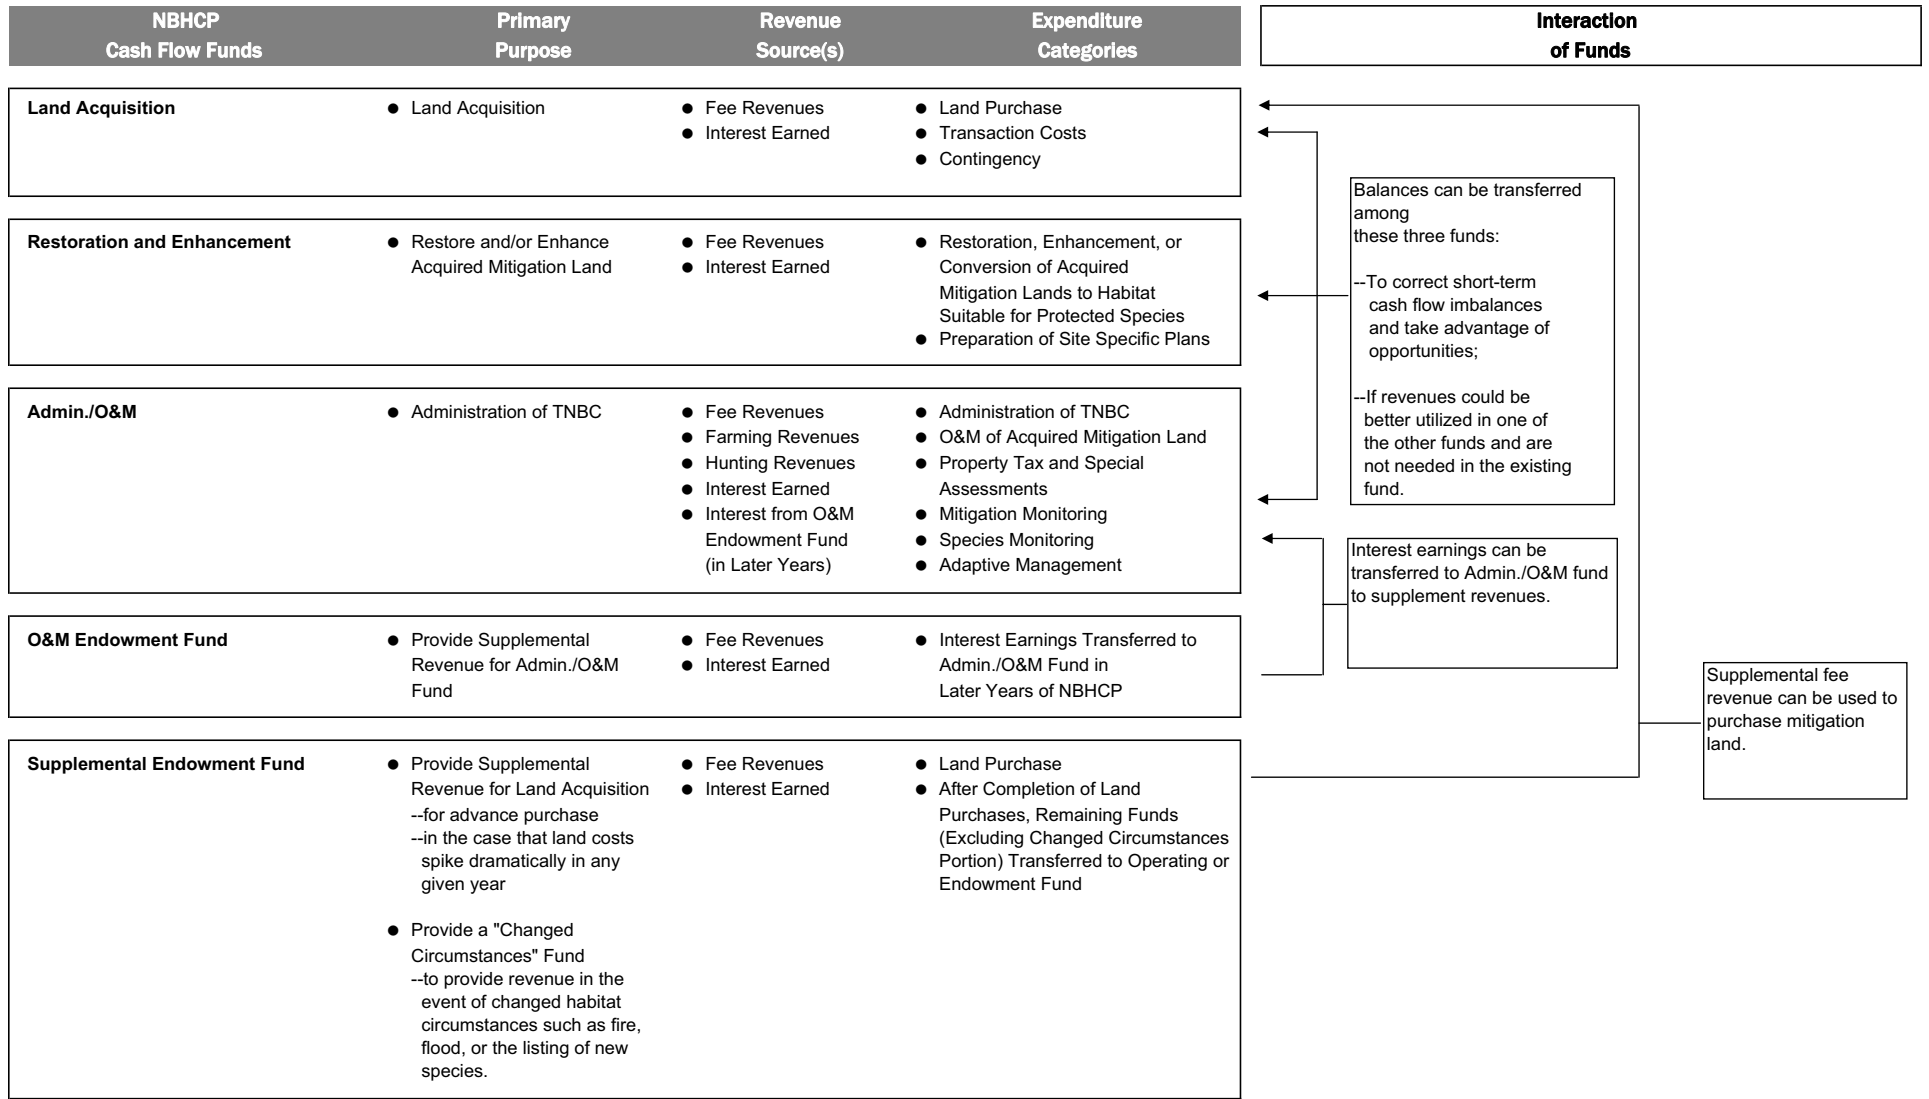 NBHCP
Cash Flow Funds
Primary
Purpose
Revenue
Source(s)
Expenditure
Categories
Interaction
of Funds
Land Acquisition
● Land Acquisition
● Fee Revenues
● Interest Earned
● Land Purchase
● Transaction Costs
● Contingency
Restoration and Enhancement
● Restore and/or Enhance
Acquired Mitigation Land
● Fee Revenues
● Interest Earned
● Restoration, Enhancement, or
Conversion of Acquired
Mitigation Lands to Habitat
Suitable for Protected Species
● Preparation of Site Specific Plans
Admin./O&M
● Administration of TNBC
● Fee Revenues
● Farming Revenues
● Hunting Revenues
● Interest Earned
● Interest from O&M
Endowment Fund
(in Later Years)
● Administration of TNBC
● O&M of Acquired Mitigation Land
● Property Tax and Special
Assessments
● Mitigation Monitoring
● Species Monitoring
● Adaptive Management
O&M Endowment Fund
● Provide Supplemental
Revenue for Admin./O&M
Fund
● Fee Revenues
● Interest Earned
● Interest Earnings Transferred to
Admin./O&M Fund in
Later Years of NBHCP
Supplemental Endowment Fund
● Provide Supplemental
Revenue for Land Acquisition
--for advance purchase
--in the case that land costs
spike dramatically in any
given year
● Provide a "Changed
Circumstances" Fund
--to provide revenue in the
event of changed habitat
circumstances such as fire,
flood, or the listing of new
species.
● Fee Revenues
● Interest Earned
● Land Purchase
● After Completion of Land
Purchases, Remaining Funds
(Excluding Changed Circumstances
Portion) Transferred to Operating or
Endowment Fund
Balances can be transferred
among
these three funds:
--To correct short-term
cash flow imbalances
and take advantage of
opportunities;
--If revenues could be
better utilized in one of
the other funds and are
not needed in the existing
fund.
Interest earnings can be
transferred to Admin./O&M fund
to supplement revenues.
Supplemental fee
revenue can be used to
purchase mitigation
land.